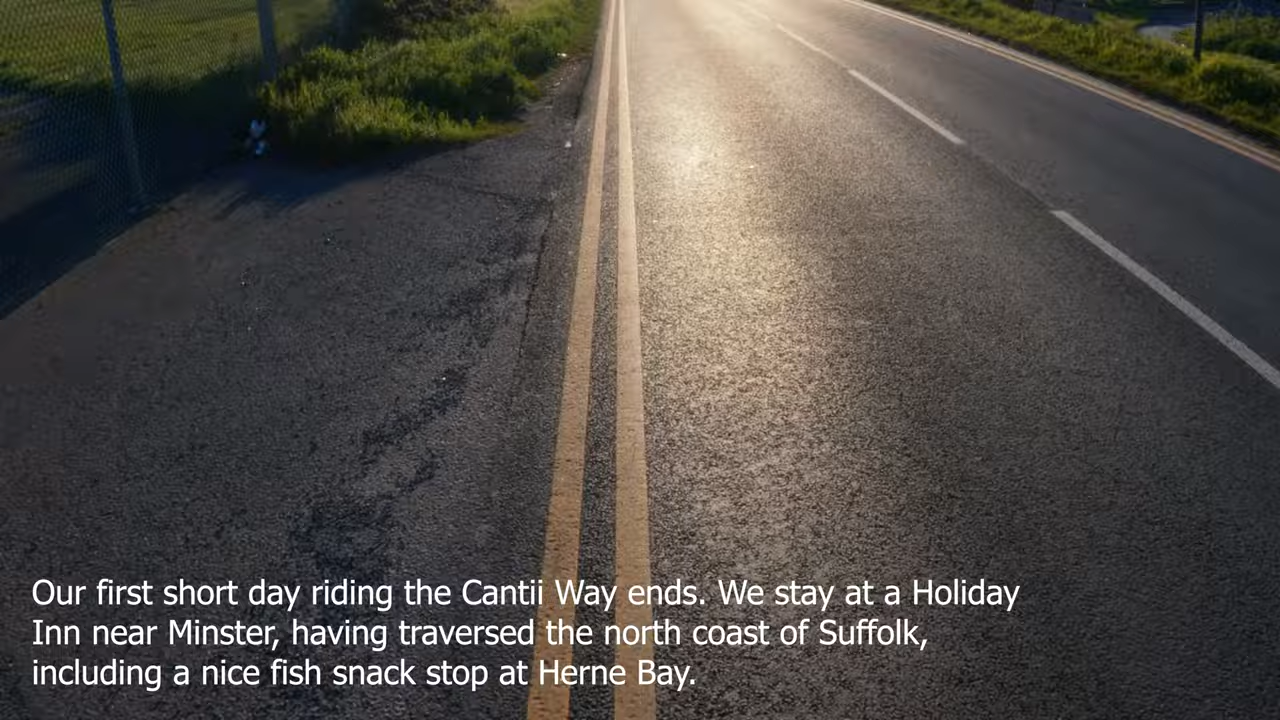 Our first short day riding the Cantii Way ends. We stay at a Holiday
Inn near Minster, having traversed the north coast of Suffolk,
including a nice fish snack stop at Herne Bay.